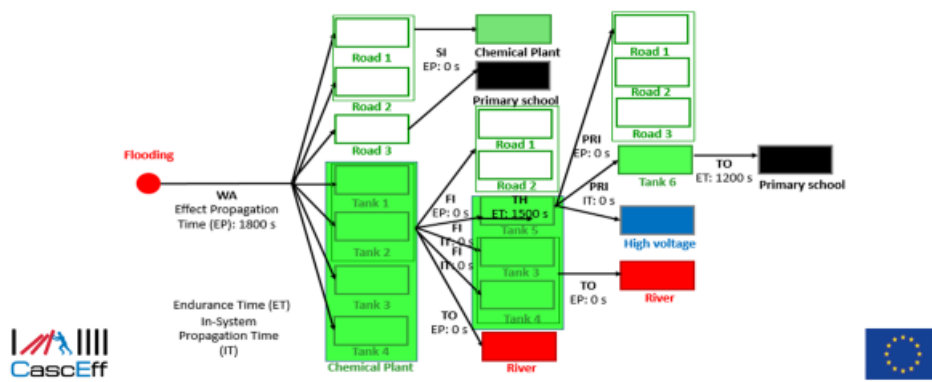 Road 1
SI
EP: 0 s
Chemical Plant
Road 2
Primary school
Road 3
Road 1
Road 2
Road 1
Road 2
Road 3
Flooding
WA
Effect Propagation
Time (EP): 1800 s
Tank 1
Tank 2
Tank 3
Tank 4
Chemical Plant
FI
EP: 0 s
FI
IT: 0 s
FI
IT: 0 s
TO
EP: 0 s
TH
ET: 1500 s
Tank 5
Tank 3
Tank 4
River
PRI
EP: 0 s
PRI
IT: 0 s
Tank 6
TO
ET: 1200 s
Primary school
High voltage
TO
EP: 0 s
River
Endurance Time (ET)
In-System
Propagation Time
(IT)
CascEff